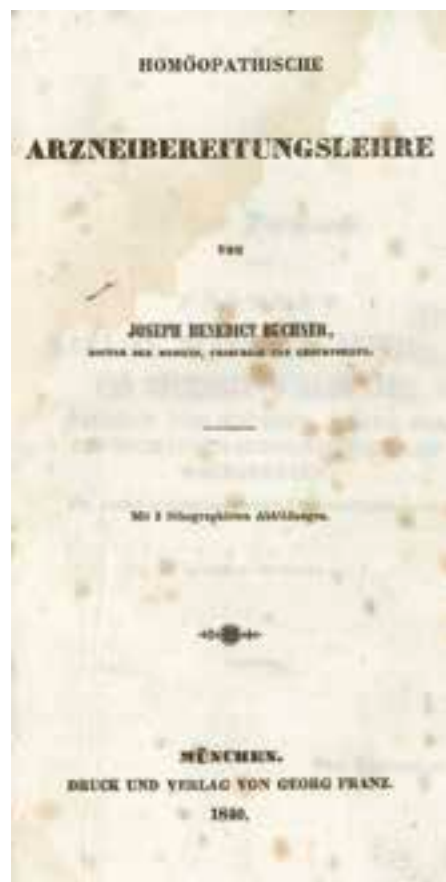 HOMÖOPATHISCHE
ARZNEIBEREITUNGSLEHRE
VON
JOSEPH BENEDICT BUCHNER,
DOCTOR DER MEDICIN, CHIRURGIE UND GEBURTSHILFE.
Mit 2 lithographirten Abbildungen.
MÜNCHEN.
DRUCK UND VERLAG VON GEORG FRANZ.
1840.